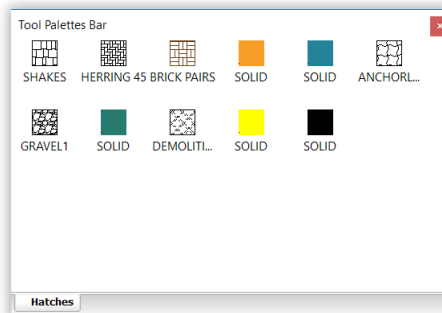 Tool Palettes Bar
SHAKES HERRING 45 BRICK PAIRS SOLID SOLID ANCHORL...
GRAVEL1 SOLID DEMOLITI... SOLID SOLID
Hatches